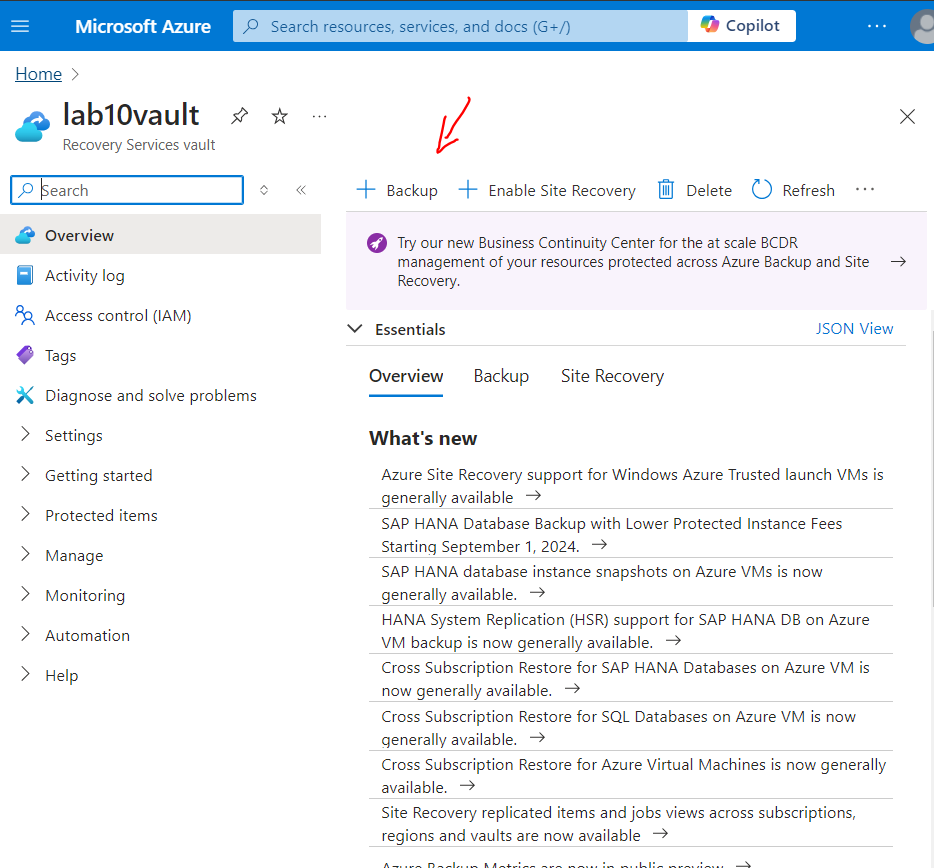 Microsoft Azure
Search resources, services, and docs (G+/)
Copilot
Home
lab10vault
Recovery Services vault
Search
Backup
Enable Site Recovery
Delete
Refresh
Overview
Activity log
Access control (IAM)
Tags
Diagnose and solve problems
Settings
Getting started
Protected items
Manage
Monitoring
Automation
Help
Try our new Business Continuity Center for the at scale BCDR
management of your resources protected across Azure Backup and Site
Recovery.
Essentials
JSON View
Overview
Backup
Site Recovery
What's new
Azure Site Recovery support for Windows Azure Trusted launch VMs is
generally available
SAP HANA Database Backup with Lower Protected Instance Fees
Starting September 1, 2024.
SAP HANA database instance snapshots on Azure VMs is now
generally available.
HANA System Replication (HSR) support for SAP HANA DB on Azure
VM backup is now generally available.
Cross Subscription Restore for SAP HANA Databases on Azure VM is
now generally available.
Cross Subscription Restore for SQL Databases on Azure VM is now
generally available.
Cross Subscription Restore for Azure Virtual Machines is now generally
available.
Site Recovery replicated items and jobs views across subscriptions,
regions and vaults are now available
Azure Backup Metrics are now in public preview